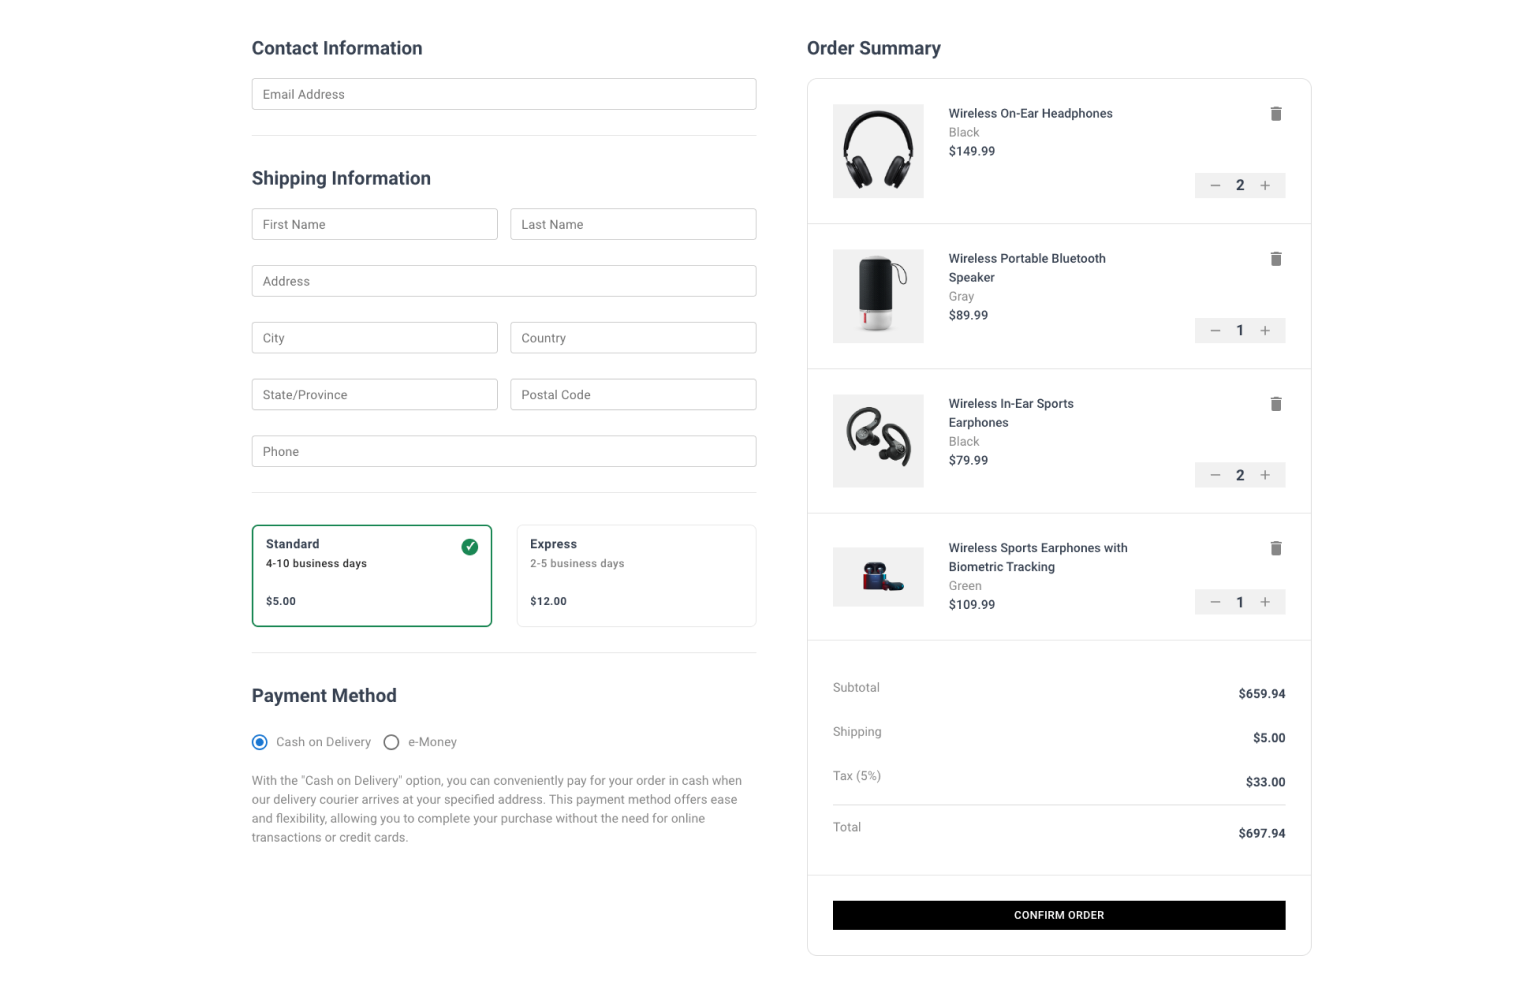 Contact Information
Email Address
Shipping Information
First Name
Last Name
Address
City
Country
State/Province
Postal Code
Phone
Standard
4-10 business days
$5.00
Express
2-5 business days
$12.00
Payment Method
Cash on Delivery
e-Money
With the "Cash on Delivery" option, you can conveniently pay for your order in cash when
our delivery courier arrives at your specified address. This payment method offers ease
and flexibility, allowing you to complete your purchase without the need for online
transactions or credit cards.
Order Summary
Wireless On-Ear Headphones
Black
$149.99
2
Wireless Portable Bluetooth
Speaker
Gray
$89.99
1
Wireless In-Ear Sports
Earphones
Black
$79.99
2
Wireless Sports Earphones with
Biometric Tracking
Green
$109.99
1
Subtotal
$659.94
Shipping
$5.00
Tax (5%)
$33.00
Total
$697.94
CONFIRM ORDER